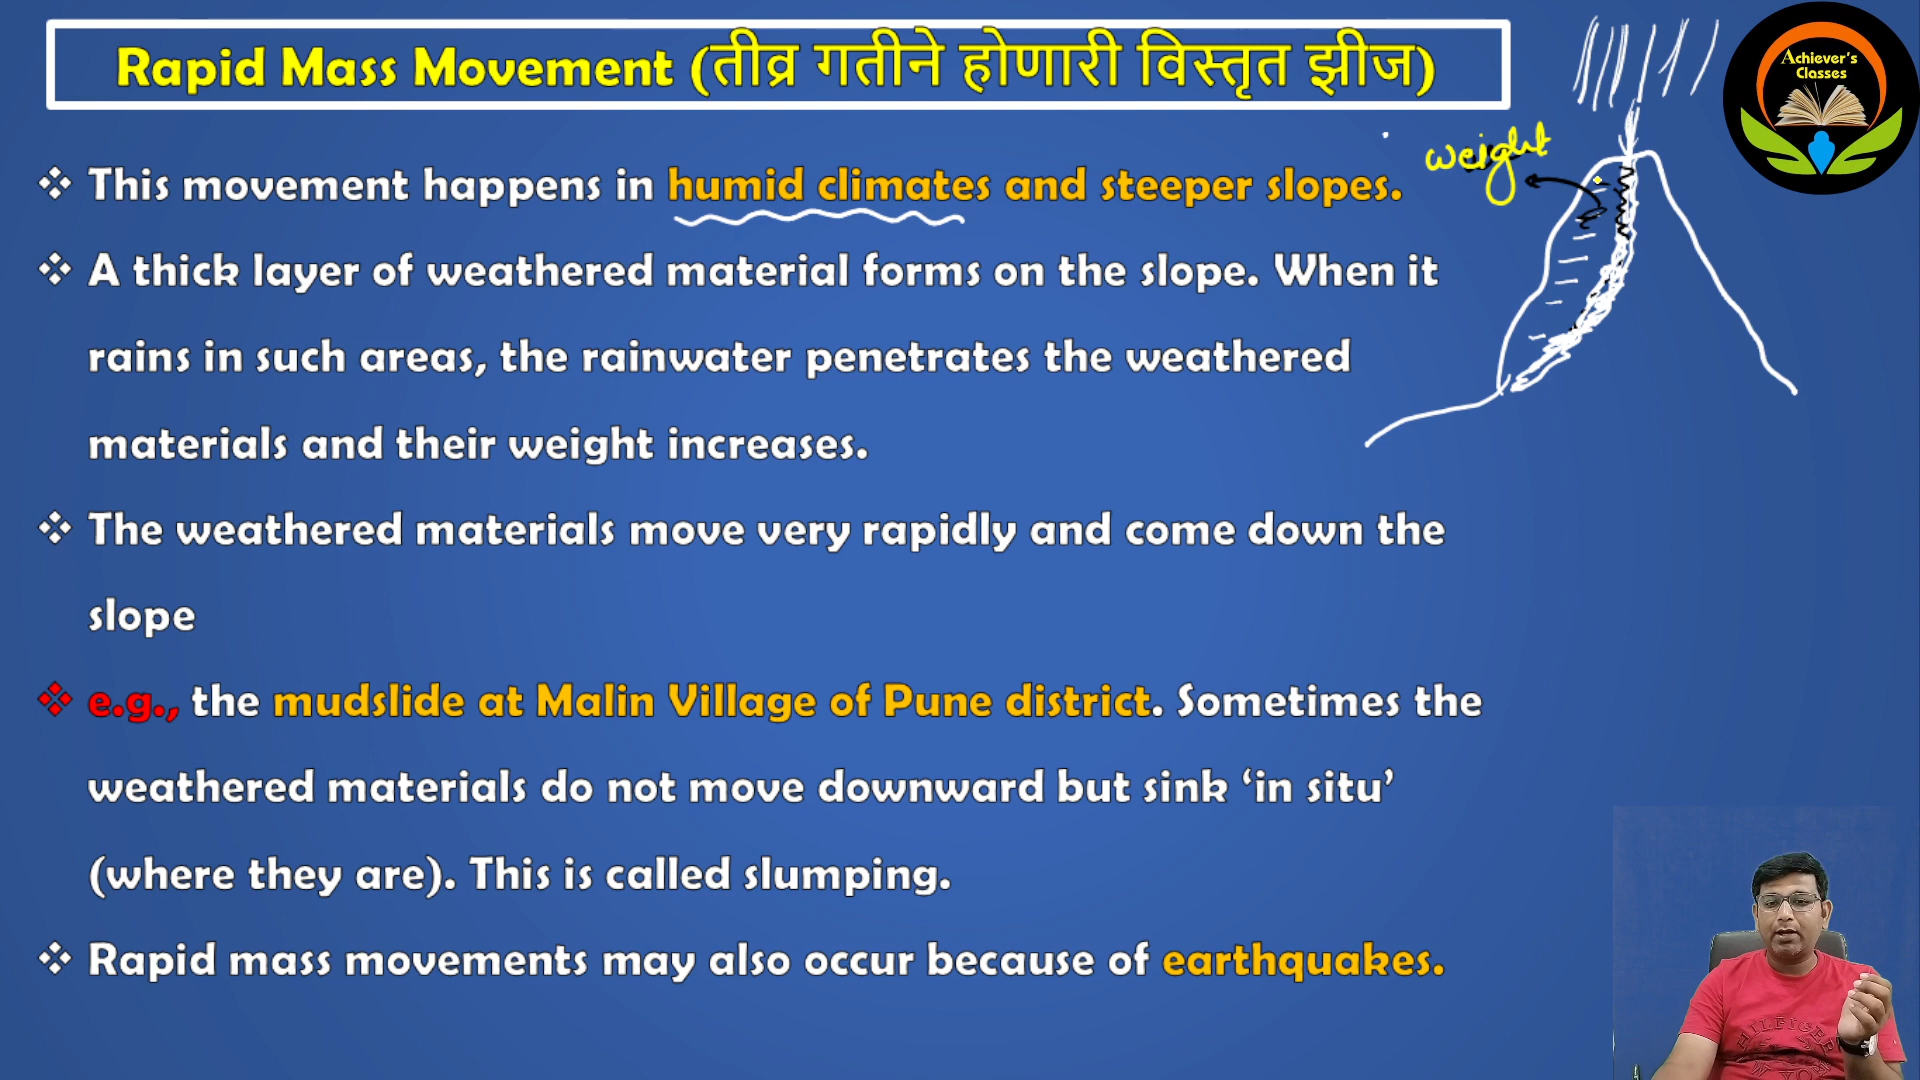 Rapid Mass Movement (तीव्र गतीने होणारी विस्तृत झीज)
Achiever's
Classes
weight
❖ This movement happens in humid climates and steeper slopes.
❖ A thick layer of weathered material forms on the slope. When it
rains in such areas, the rainwater penetrates the weathered
materials and their weight increases.
❖ The weathered materials move very rapidly and come down the
slope
❖ e.g., the mudslide at Malin Village of Pune district. Sometimes the
weathered materials do not move downward but sink ‘in situ’
(where they are). This is called slumping.
❖ Rapid mass movements may also occur because of earthquakes.